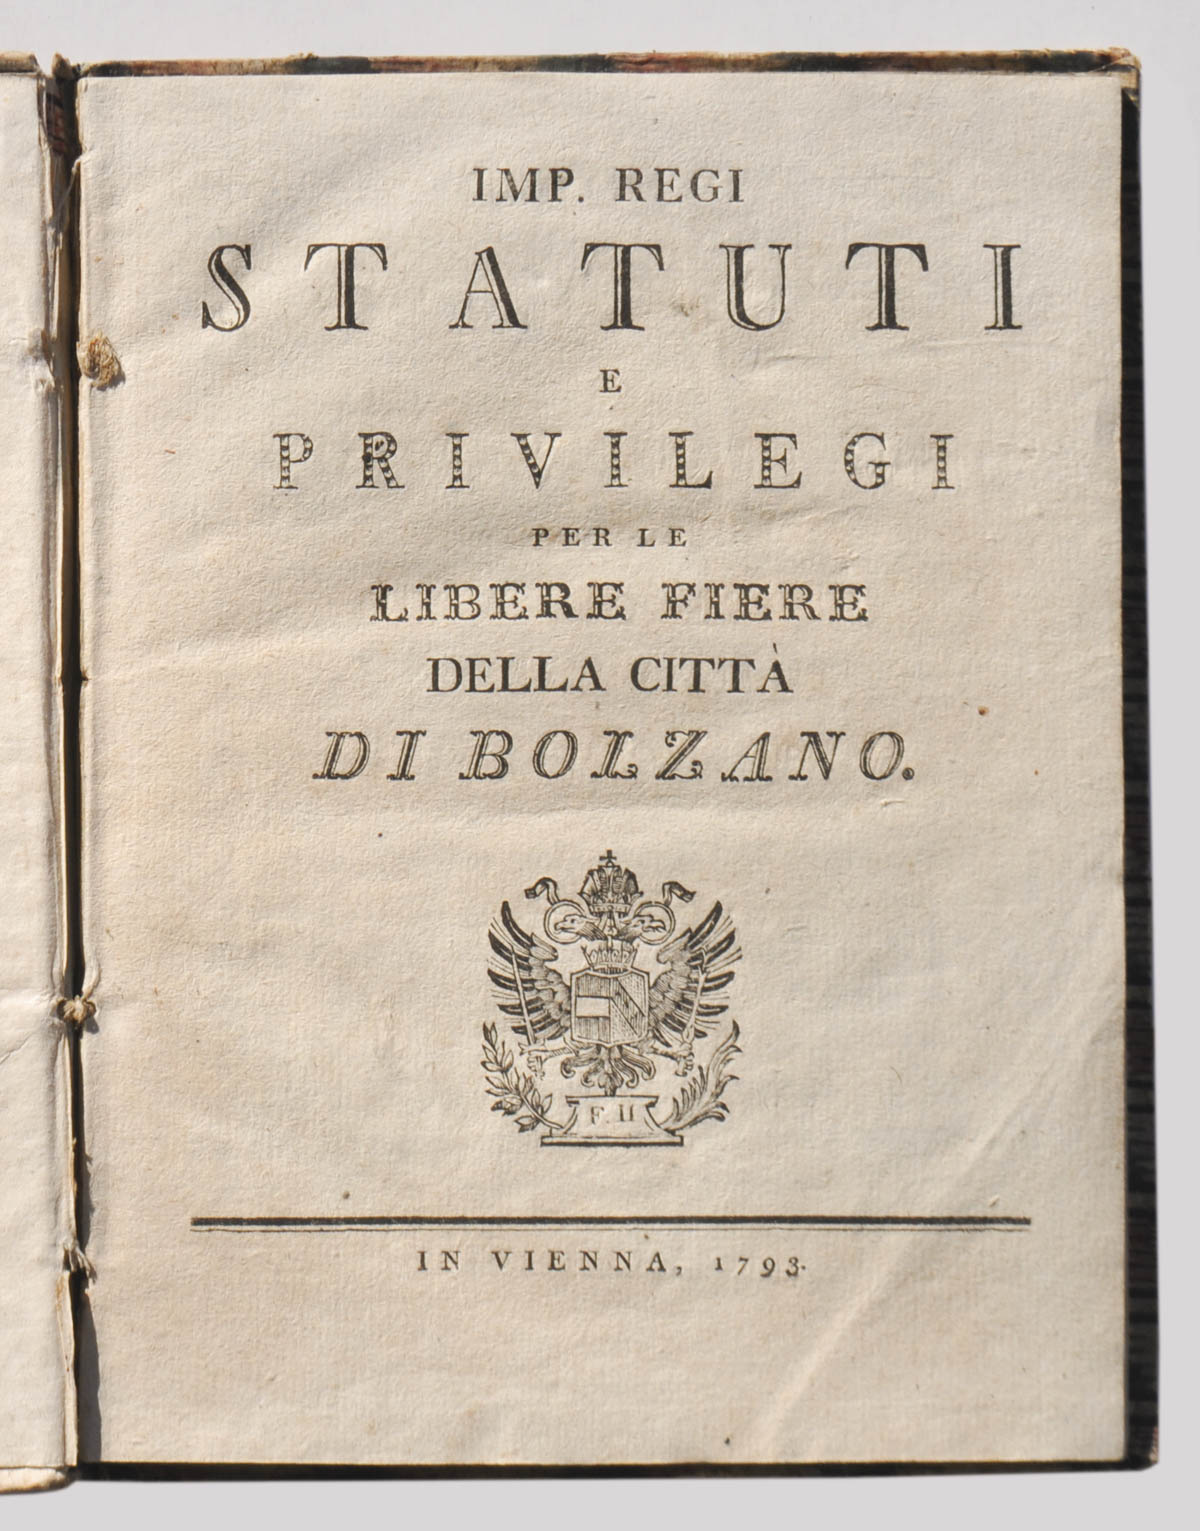 IMP. REGI
STATUTI
E
PRIVILEGI
PER LE
LIBERE FIERE
DELLA CITTÀ
DI BOLZANO.
F. II
IN VIENNA, 1793.